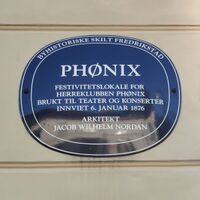 BYHISTORISKE SKILT FREDRIKSTAD
PHØNIX
FESTIVITETSLOKALE FOR
HERREKLUBBEN PHØNIX
BRUKT TIL TEATER OG KONSERTER
INNVIET 6. JANUAR 1876
ARKITEKT
JACOB WILHELM NORDAN